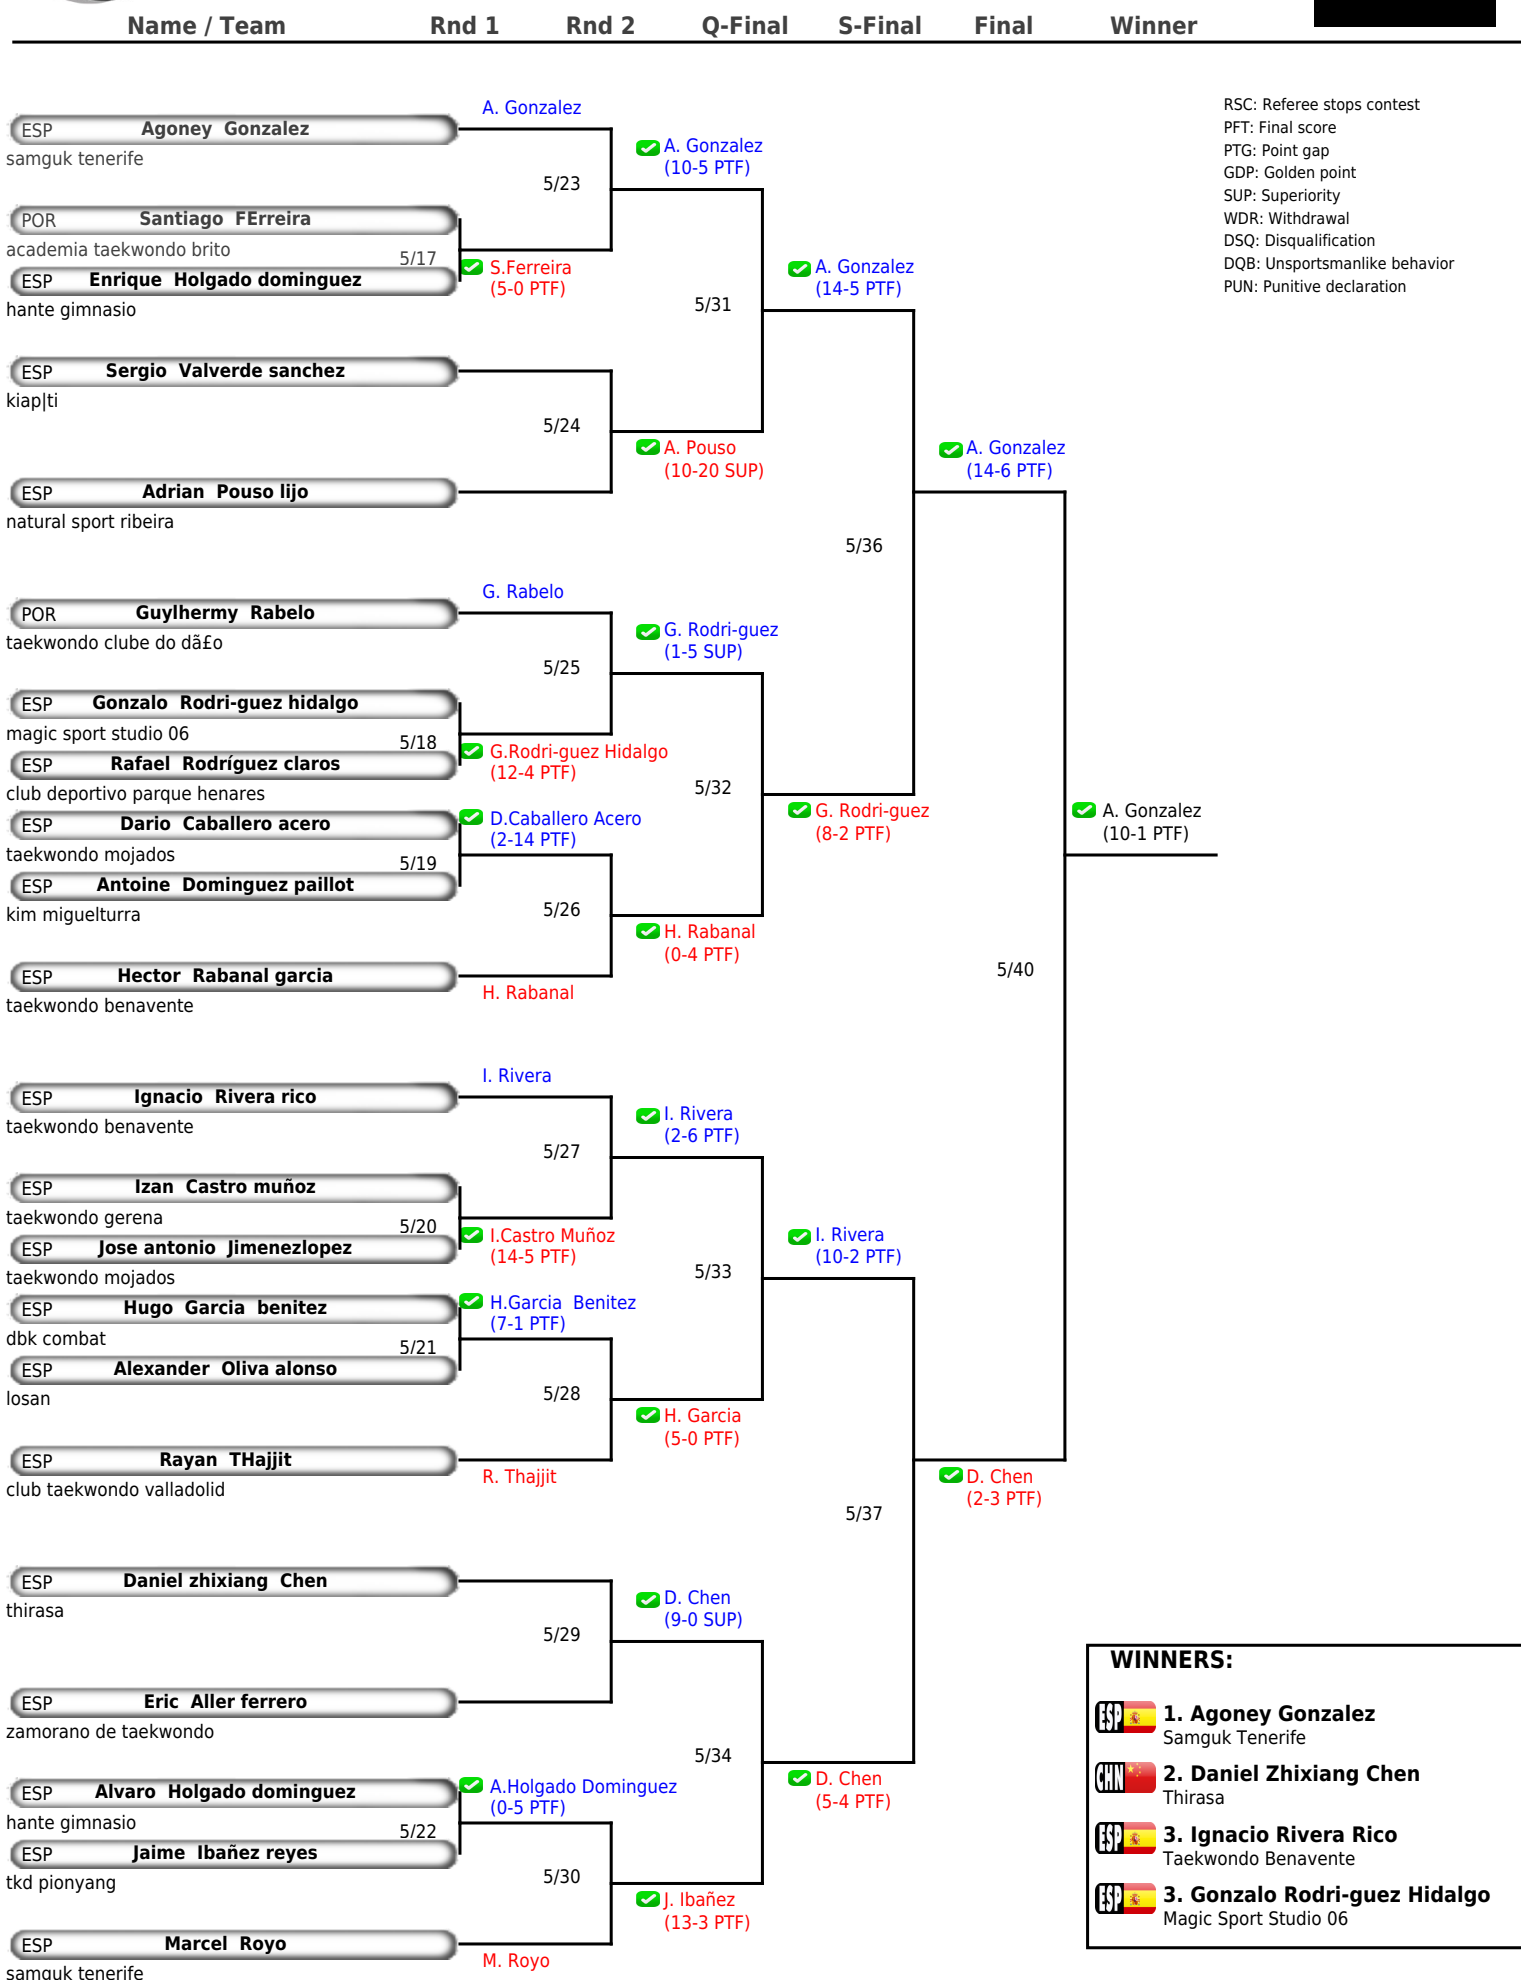 Name / Team Rnd 1 Rnd 2 Q-Final S-Final Final Winner
RSC: Referee stops contest
PFT: Final score
PTG: Point gap
GDP: Golden point
SUP: Superiority
WDR: Withdrawal
DSQ: Disqualification
DQB: Unsportsmanlike behavior
PUN: Punitive declaration
A. Gonzalez
ESP Agoney Gonzalez
samguk tenerife
A. Gonzalez
(10-5 PTF)
5/23
POR Santiago FErreira
academia taekwondo brito
5/17
ESP Enrique Holgado dominguez
hante gimnasio
S.Ferreira
(5-0 PTF)
A. Gonzalez
(14-5 PTF)
5/31
ESP Sergio Valverde sanchez
kiap|ti
5/24
A. Pouso
(10-20 SUP)
A. Gonzalez
(14-6 PTF)
ESP Adrian Pouso lijo
natural sport ribeira
5/36
G. Rabelo
POR Guylhermy Rabelo
taekwondo clube do dã£o
G. Rodri-guez
(1-5 SUP)
5/25
ESP Gonzalo Rodri-guez hidalgo
magic sport studio 06
5/18
ESP Rafael Rodríguez claros
club deportivo parque henares
G.Rodri-guez Hidalgo
(12-4 PTF)
5/32
ESP Dario Caballero acero
taekwondo mojados
5/19
ESP Antoine Dominguez paillot
kim miguelturra
D.Caballero Acero
(2-14 PTF)
G. Rodri-guez
(8-2 PTF)
A. Gonzalez
(10-1 PTF)
5/26
H. Rabanal
(0-4 PTF)
ESP Hector Rabanal garcia
taekwondo benavente
H. Rabanal
5/40
I. Rivera
ESP Ignacio Rivera rico
taekwondo benavente
I. Rivera
(2-6 PTF)
5/27
ESP Izan Castro muñoz
taekwondo gerena
5/20
ESP Jose antonio Jimenezlopez
taekwondo mojados
I.Castro Muñoz
(14-5 PTF)
I. Rivera
(10-2 PTF)
5/33
ESP Hugo Garcia benitez
dbk combat
5/21
ESP Alexander Oliva alonso
losan
H.Garcia Benitez
(7-1 PTF)
5/28
H. Garcia
(5-0 PTF)
ESP Rayan THajjit
club taekwondo valladolid
R. Thajjit
D. Chen
(2-3 PTF)
5/37
ESP Daniel zhixiang Chen
thirasa
D. Chen
(9-0 SUP)
5/29
ESP Eric Aller ferrero
zamorano de taekwondo
5/34
ESP Alvaro Holgado dominguez
hante gimnasio
5/22
ESP Jaime Ibañez reyes
tkd pionyang
A.Holgado Dominguez
(0-5 PTF)
D. Chen
(5-4 PTF)
5/30
J. Ibañez
(13-3 PTF)
ESP Marcel Royo
samguk tenerife
M. Royo
WINNERS:
ESP 1. Agoney Gonzalez
Samguk Tenerife
CHN 2. Daniel Zhixiang Chen
Thirasa
ESP 3. Ignacio Rivera Rico
Taekwondo Benavente
ESP 3. Gonzalo Rodri-guez Hidalgo
Magic Sport Studio 06